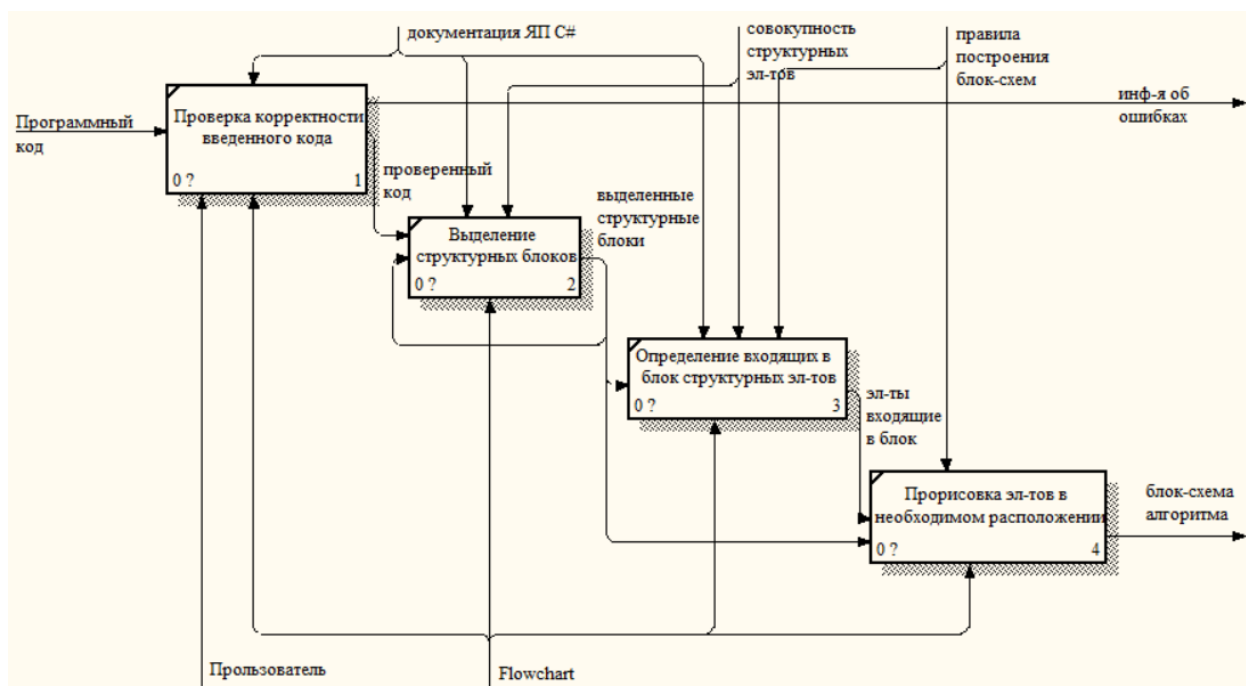 документация ЯП C#
совокупность
структурных
эл-тов
правила
построения
блок-схем
инф-я об
ошибках
Программный
код
Проверка корректности
введенного кода
0 ?
1
проверенный
код
выделенные
структурные
блоки
Выделение
структурных блоков
0 ?
2
Определение входящих в
блок структурных эл-тов
0 ?
3
эл-ты
входящие
в блок
Прорисовка эл-тов в
необходимом расположении
0 ?
4
блок-схема
алгоритма
Прользователь
Flowchart